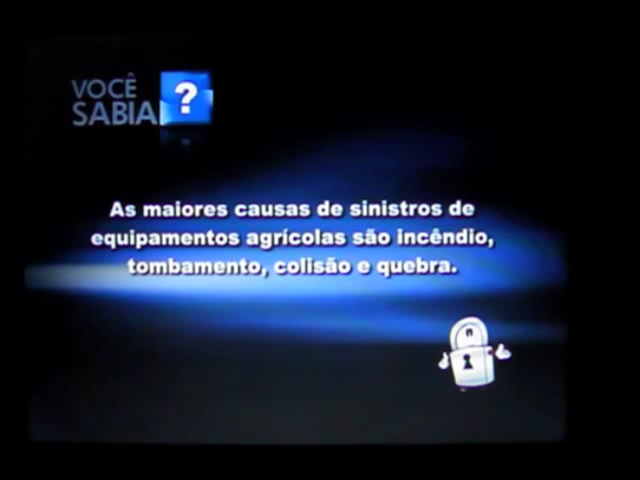 VOCÊ
SABIA ?
As maiores causas de sinistros de
equipamentos agrícolas são incêndio,
tombamento, colisão e quebra.